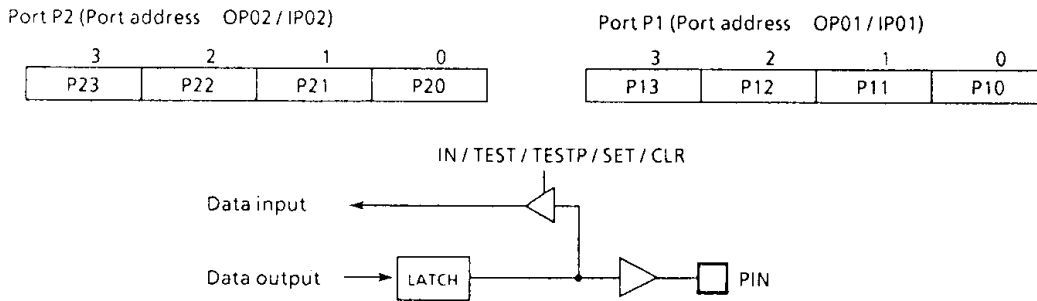 Port P2 (Port address OP02 / IP02)
3 2 1 0
P23 P22 P21 P20
Port P1 (Port address OP01 / IP01)
3 2 1 0
P13 P12 P11 P10
IN / TEST / TESTP / SET / CLR
Data input
Data output
LATCH
PIN